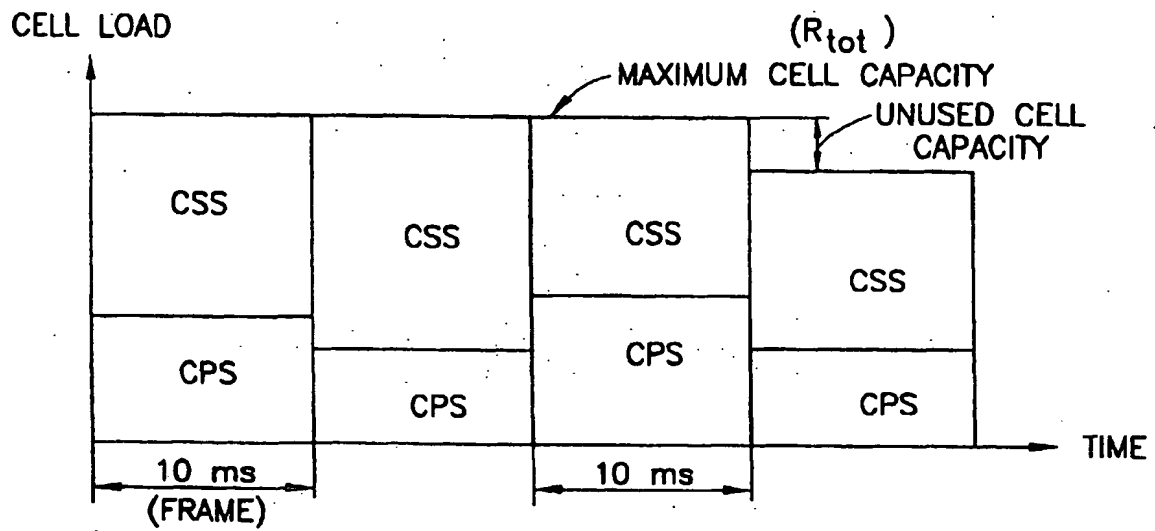 CELL LOAD
(Rtot)
MAXIMUM CELL CAPACITY
UNUSED CELL
CAPACITY
CSS
CSS
CSS
CSS
CPS
CPS
CPS
CPS
TIME
10 ms
(FRAME)
10 ms